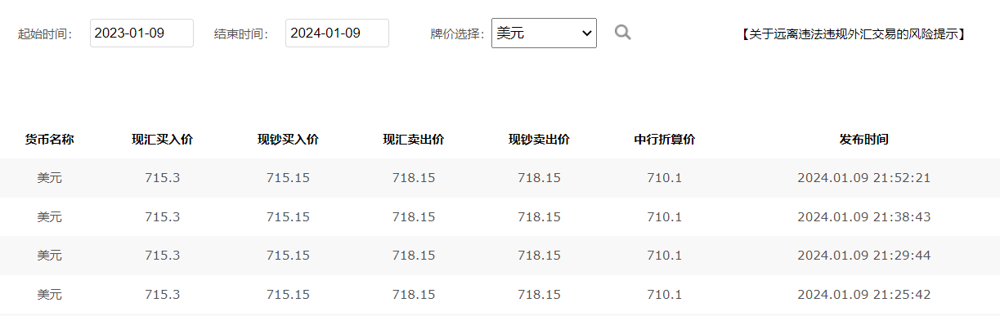 起始时间： 2023-01-09 结束时间： 2024-01-09 牌价选择： 美元 【关于远离违法违规外汇交易的风险提示】
货币名称 现汇买入价 现钞买入价 现汇卖出价 现钞卖出价 中行折算价 发布时间
美元 715.3 715.15 718.15 718.15 710.1 2024.01.09 21:52:21
美元 715.3 715.15 718.15 718.15 710.1 2024.01.09 21:38:43
美元 715.3 715.15 718.15 718.15 710.1 2024.01.09 21:29:44
美元 715.3 715.15 718.15 718.15 710.1 2024.01.09 21:25:42